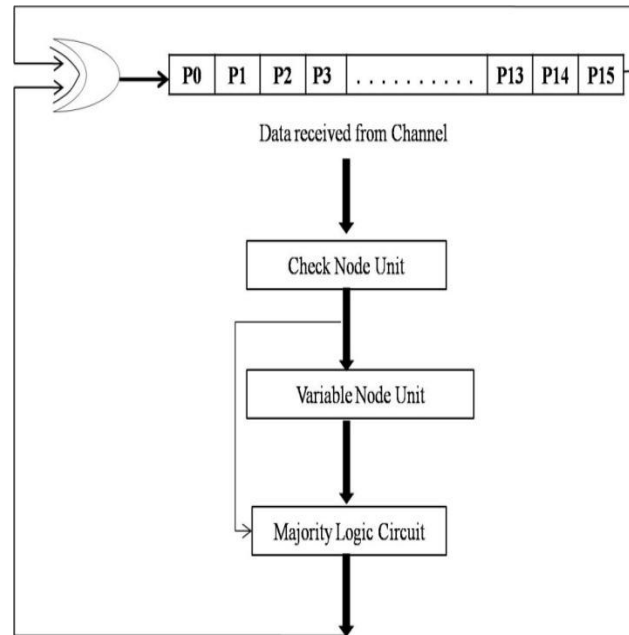 P0 P1 P2 P3 . . . . . . . . . . P13 P14 P15
Data received from Channel
Check Node Unit
Variable Node Unit
Majority Logic Circuit